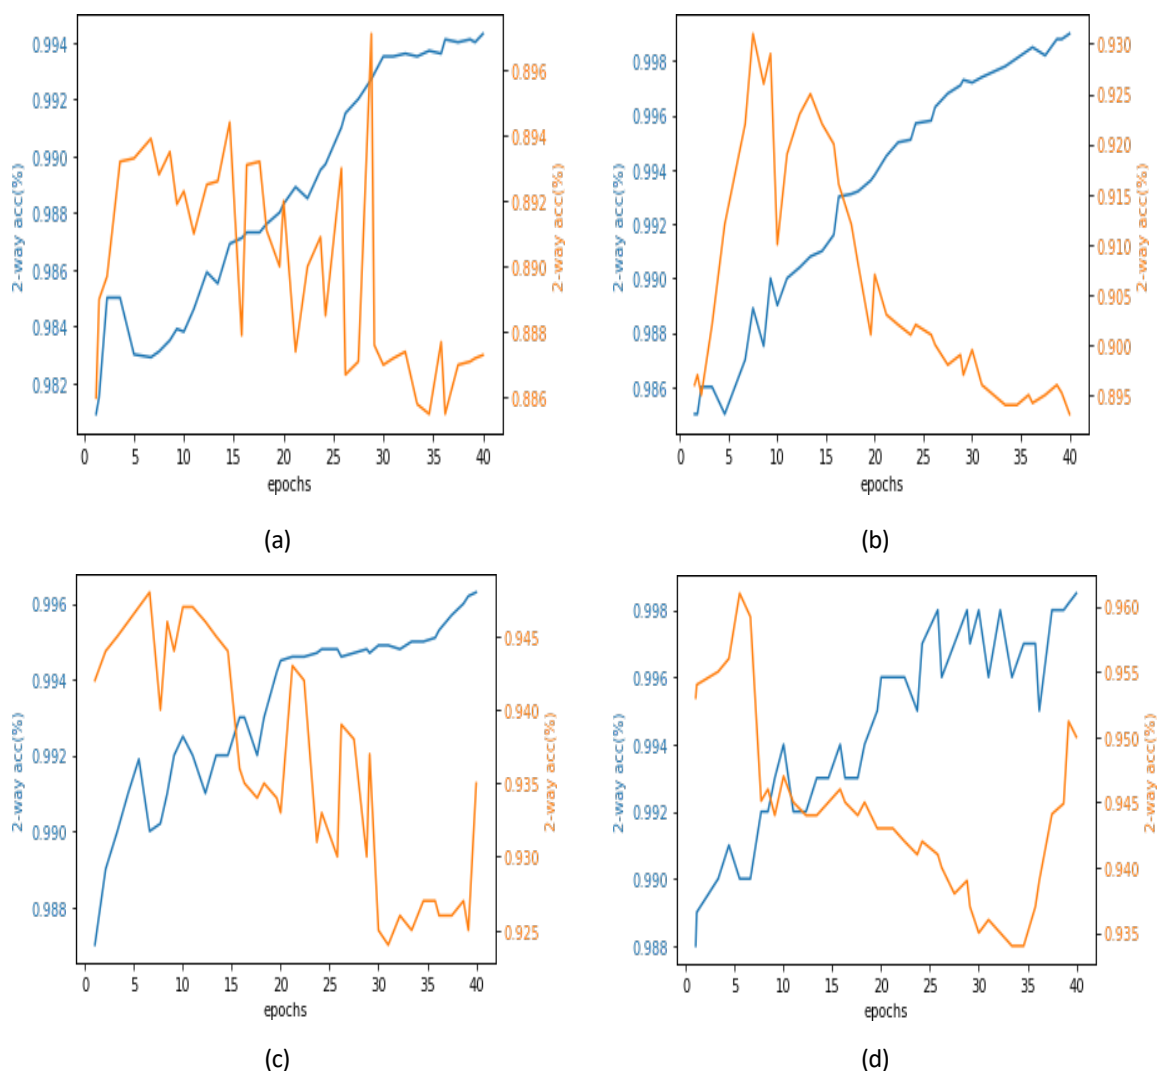 0.994
0.992
0.990
0.988
0.986
0.984
0.982
2-way acc(%)
0.896
0.894
0.892
0.890
0.888
0.886
2-way acc(%)
0 5 10 15 20 25 30 35 40
epochs
(a)
0.998
0.996
0.994
0.992
0.990
0.988
0.986
2-way acc(%)
0.930
0.925
0.920
0.915
0.910
0.905
0.900
0.895
2-way acc(%)
0 5 10 15 20 25 30 35 40
epochs
(b)
0.996
0.994
0.992
0.990
0.988
2-way acc(%)
0.945
0.940
0.935
0.930
0.925
2-way acc(%)
0 5 10 15 20 25 30 35 40
epochs
(c)
0.998
0.996
0.994
0.992
0.990
0.988
2-way acc(%)
0.960
0.955
0.950
0.945
0.940
0.935
2-way acc(%)
0 5 10 15 20 25 30 35 40
epochs
(d)